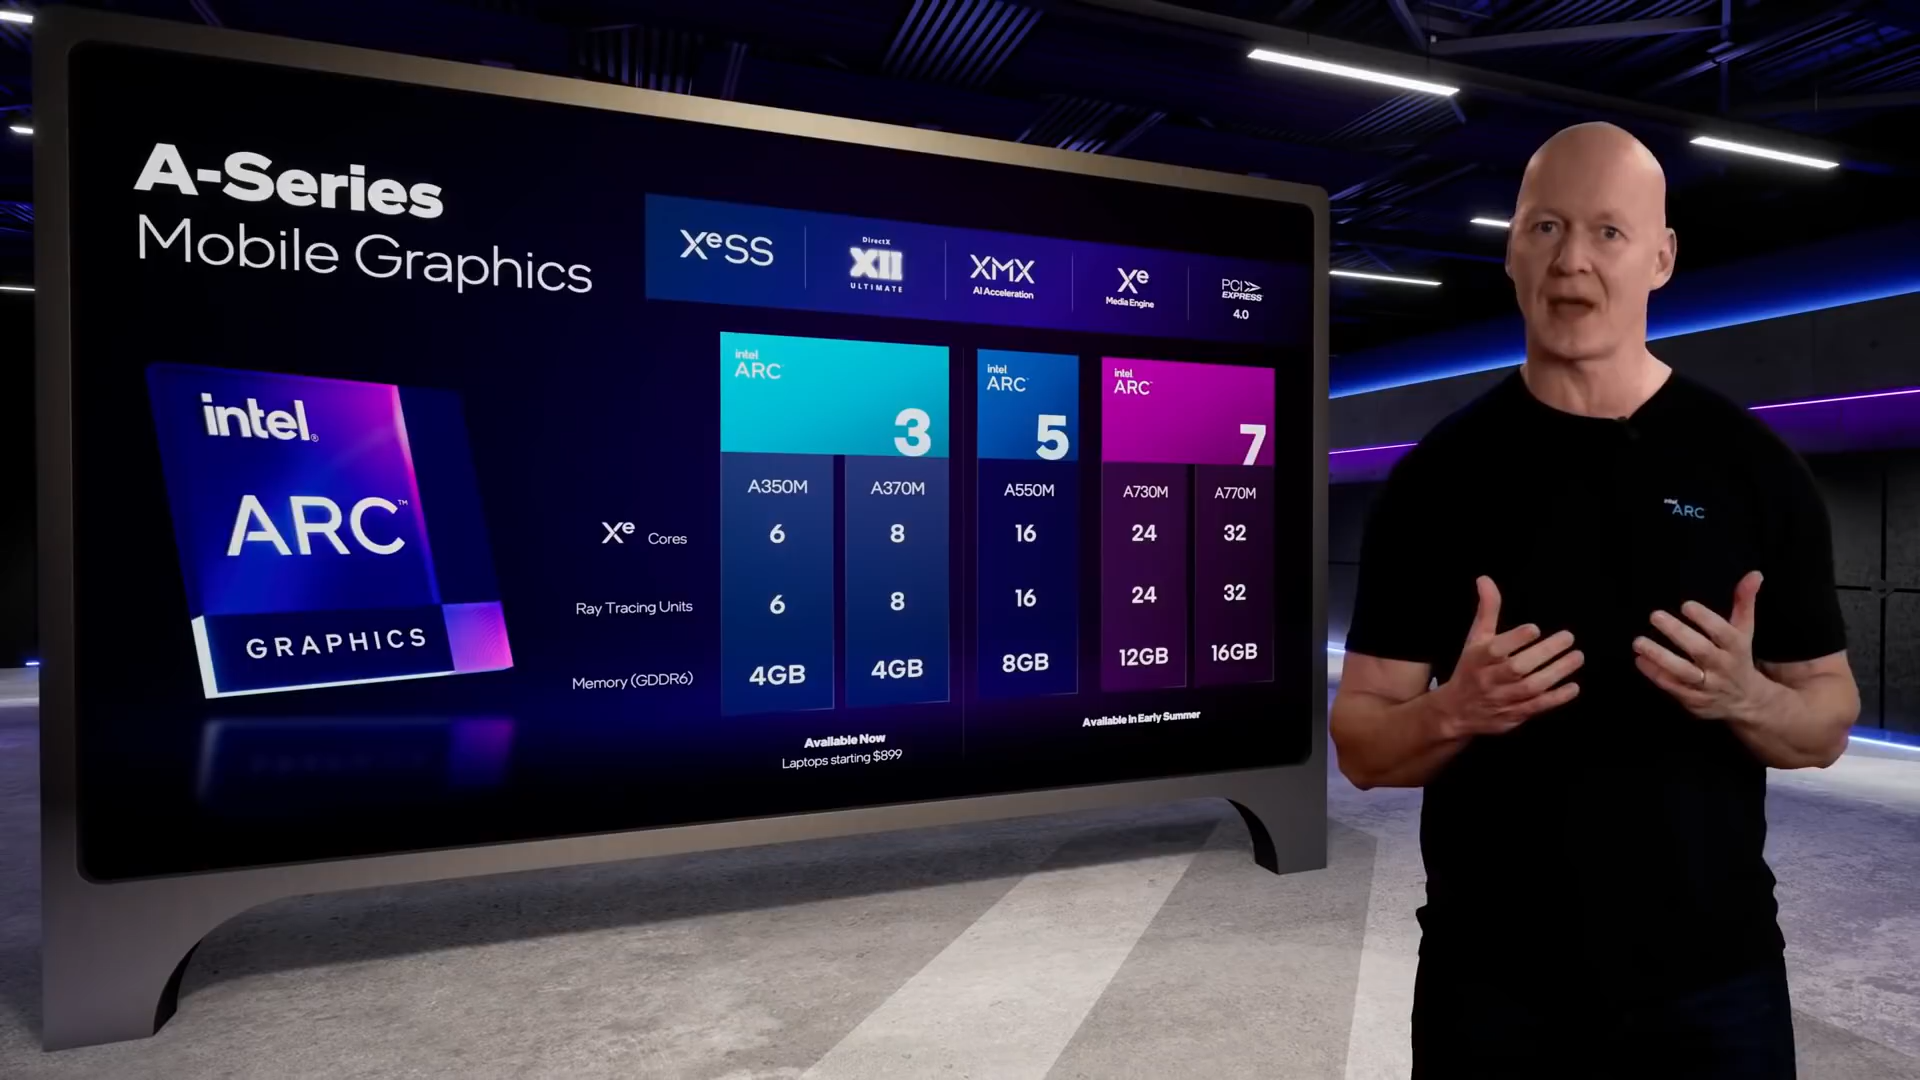 A-Series
Mobile Graphics
XeSS
DirectX
XII
ULTIMATE
XMX
AI Acceleration
Xe
Media Engine
PCI
EXPRESS
4.0
intel
ARC
3
intel
ARC
5
intel
ARC
7
intel®
ARC™
GRAPHICS
A350M A370M A550M A730M A770M
Xe Cores 6 8 16 24 32
Ray Tracing Units 6 8 16 24 32
Memory (GDDR6) 4GB 4GB 8GB 12GB 16GB
Available Now
Laptops starting $899
Available in Early Summer
intel
ARC